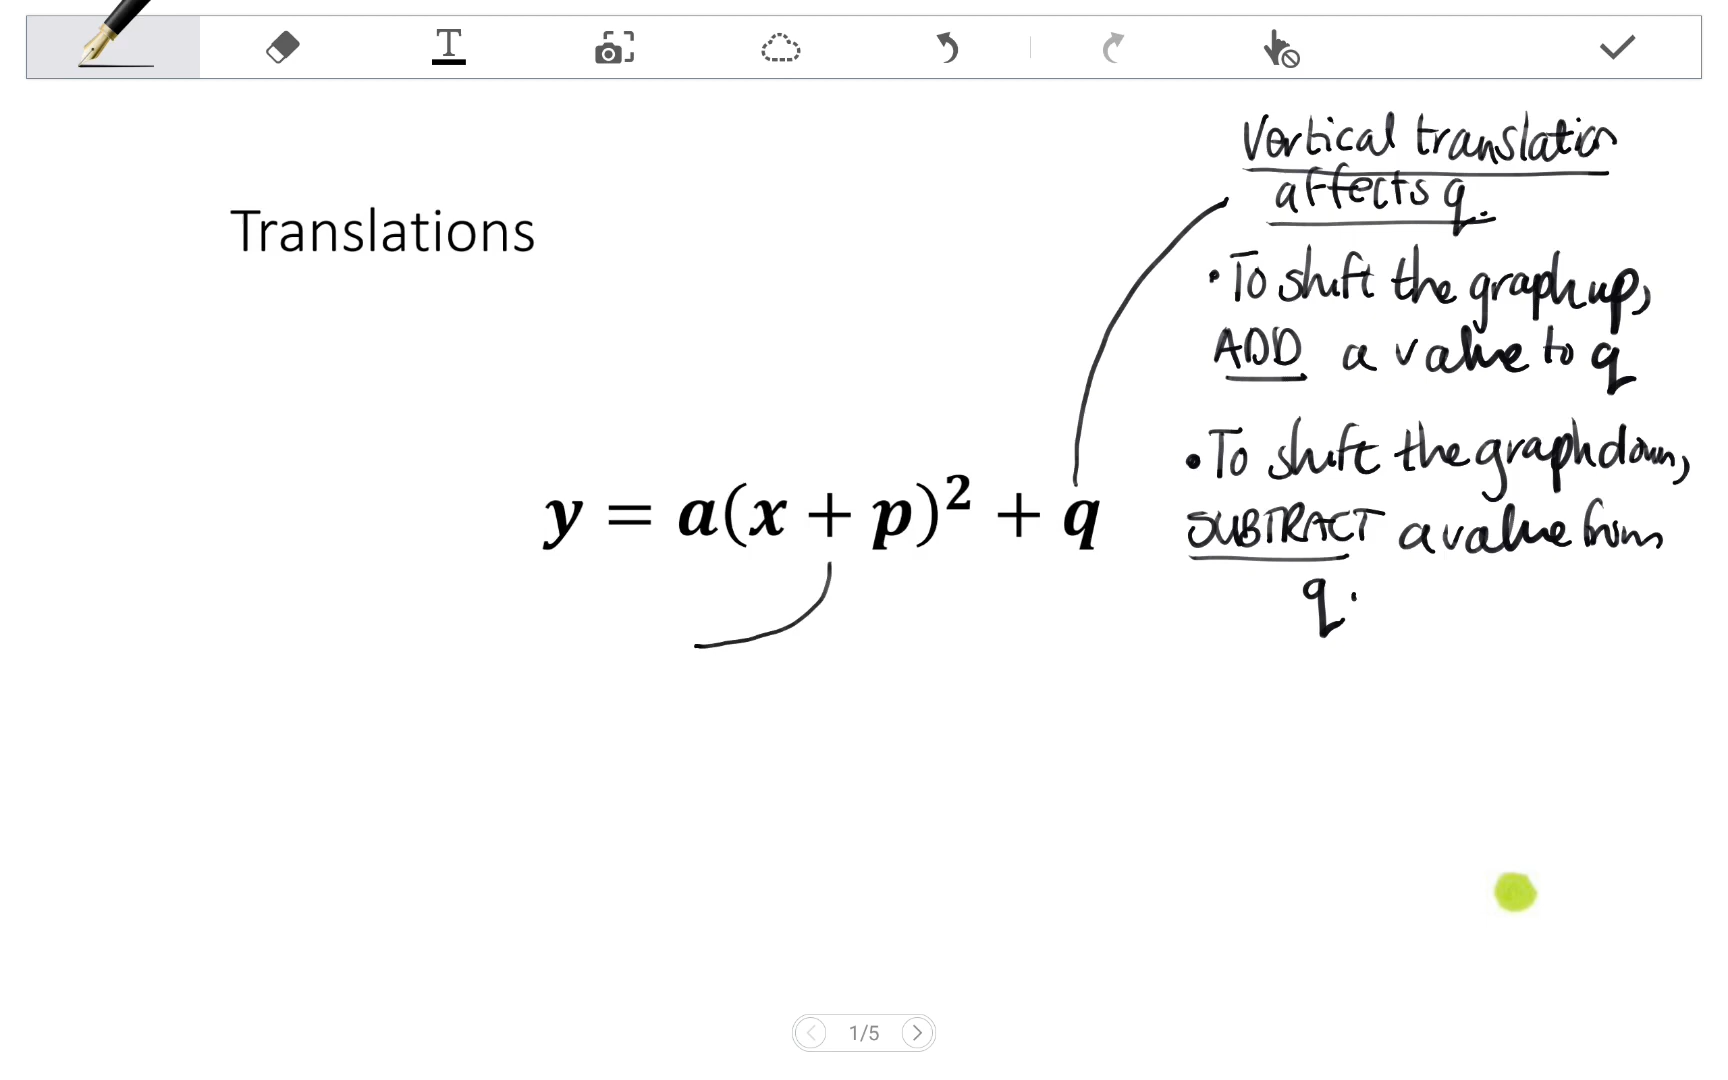 T
Translations
Vertical translation
affects q.
• To shift the graph up,
ADD a value to q
• To shift the graph down,
SUBTRACT a value from
q.
y = a(x + p)² + q
1/5